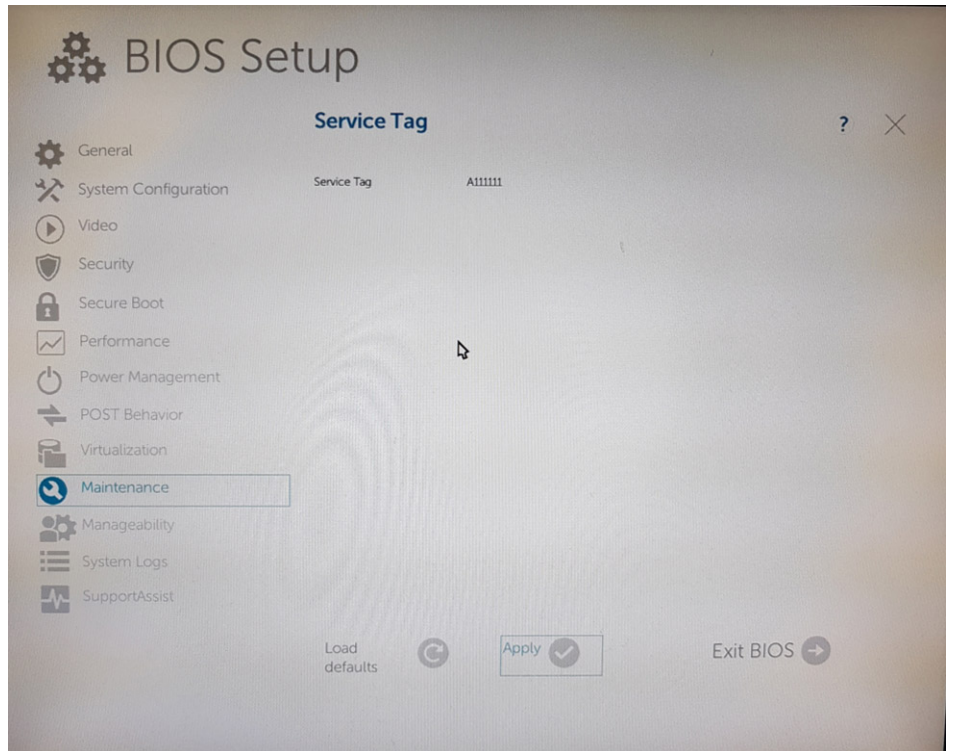 BIOS Setup
Service Tag
?
General
System Configuration
Service Tag A111111
Video
Security
Secure Boot
Performance
Power Management
POST Behavior
Virtualization
Maintenance
Manageability
System Logs
SupportAssist
Load defaults
Apply
Exit BIOS